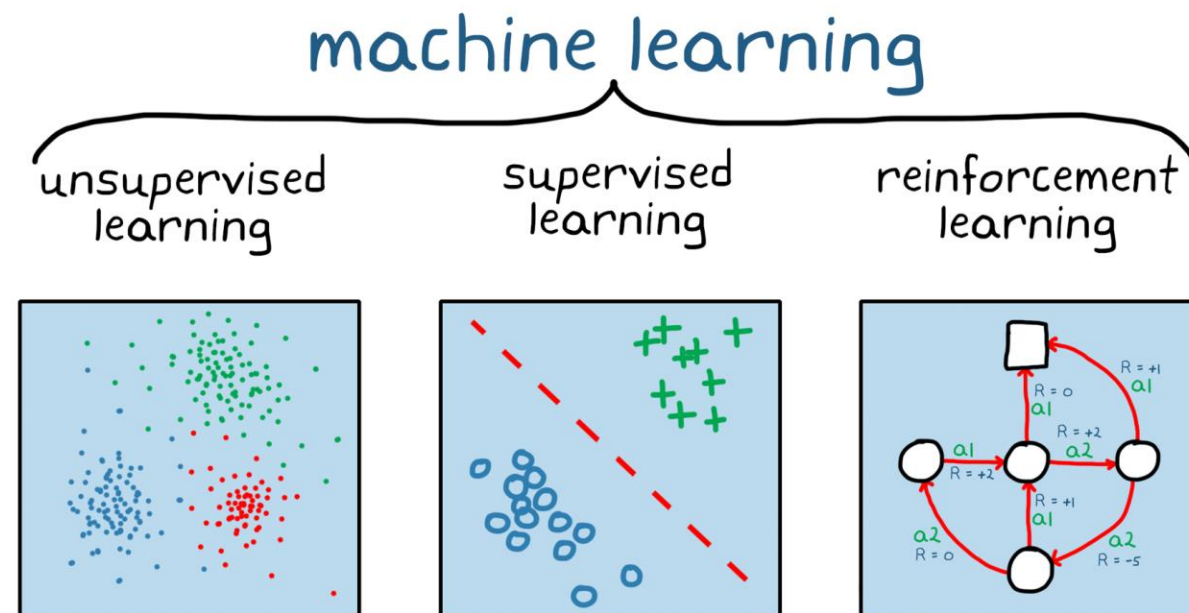 machine learning
unsupervised
learning
supervised
learning
reinforcement
learning
R = 0
a1
R = +1
a1
a1
R = +2
R = +2
a2
R = +1
a1
a2
R = 0
a2
R = -5